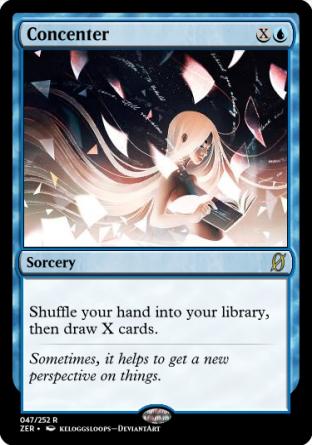 Concenter X
Sorcery
Shuffle your hand into your library,
then draw X cards.
Sometimes, it helps to get a new
perspective on things.
047/252 R
ZER • KELOGGSLOOPS—DEVIANTART